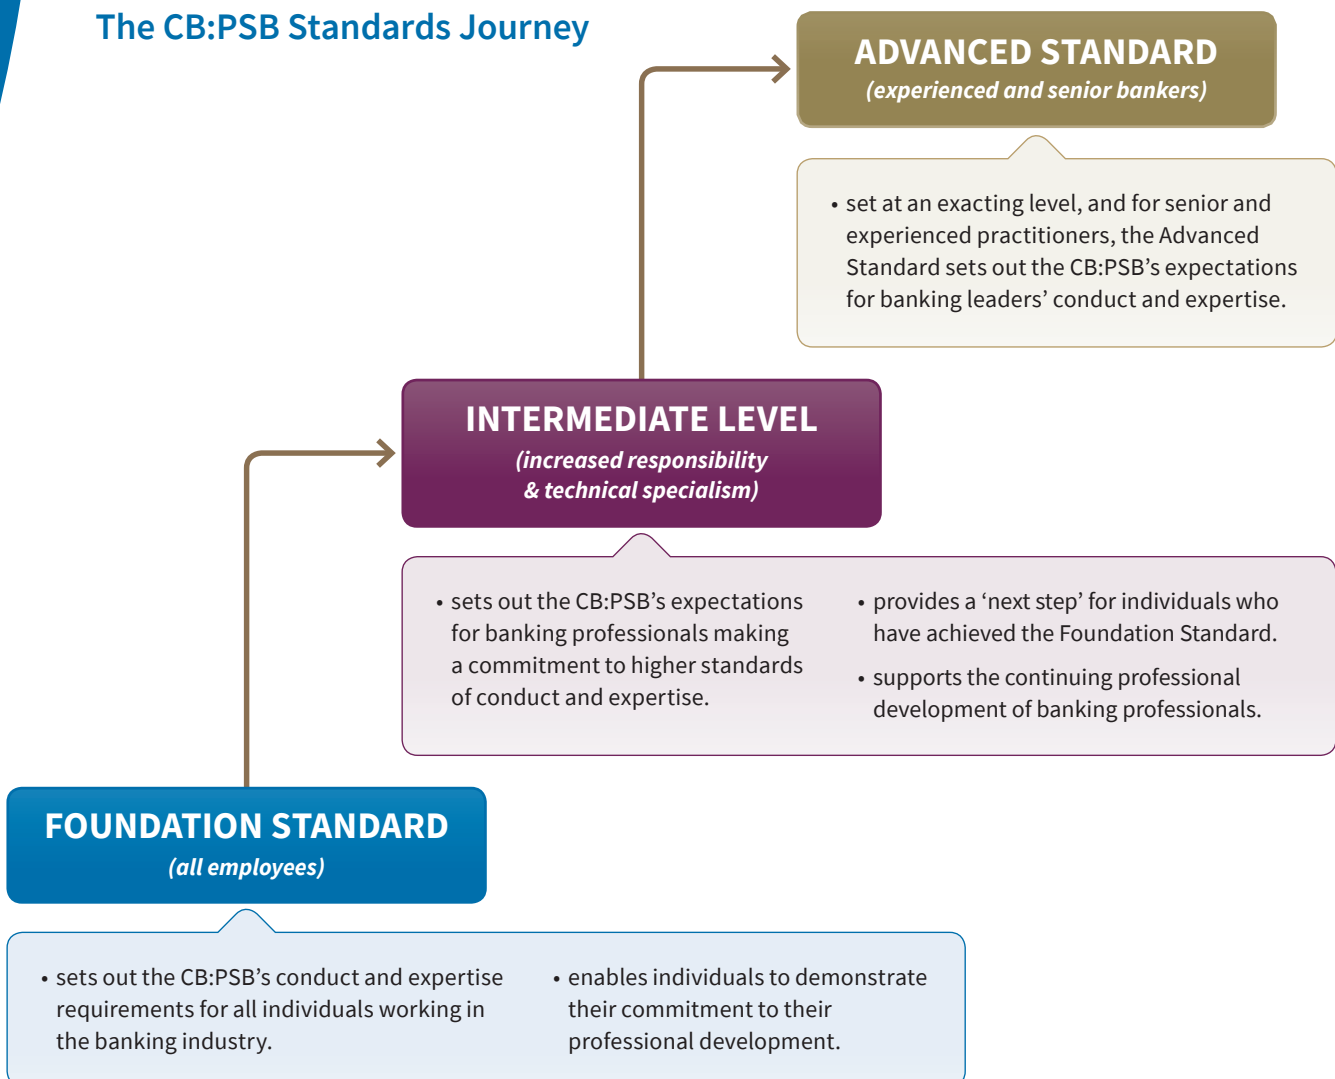 The CB:PSB Standards Journey
ADVANCED STANDARD
(experienced and senior bankers)
• set at an exacting level, and for senior and
experienced practitioners, the Advanced
Standard sets out the CB:PSB’s expectations
for banking leaders’ conduct and expertise.
INTERMEDIATE LEVEL
(increased responsibility
& technical specialism)
• sets out the CB:PSB’s expectations
for banking professionals making
a commitment to higher standards
of conduct and expertise.
• provides a ‘next step’ for individuals who
have achieved the Foundation Standard.
• supports the continuing professional
development of banking professionals.
FOUNDATION STANDARD
(all employees)
• sets out the CB:PSB’s conduct and expertise
requirements for all individuals working in
the banking industry.
• enables individuals to demonstrate
their commitment to their
professional development.